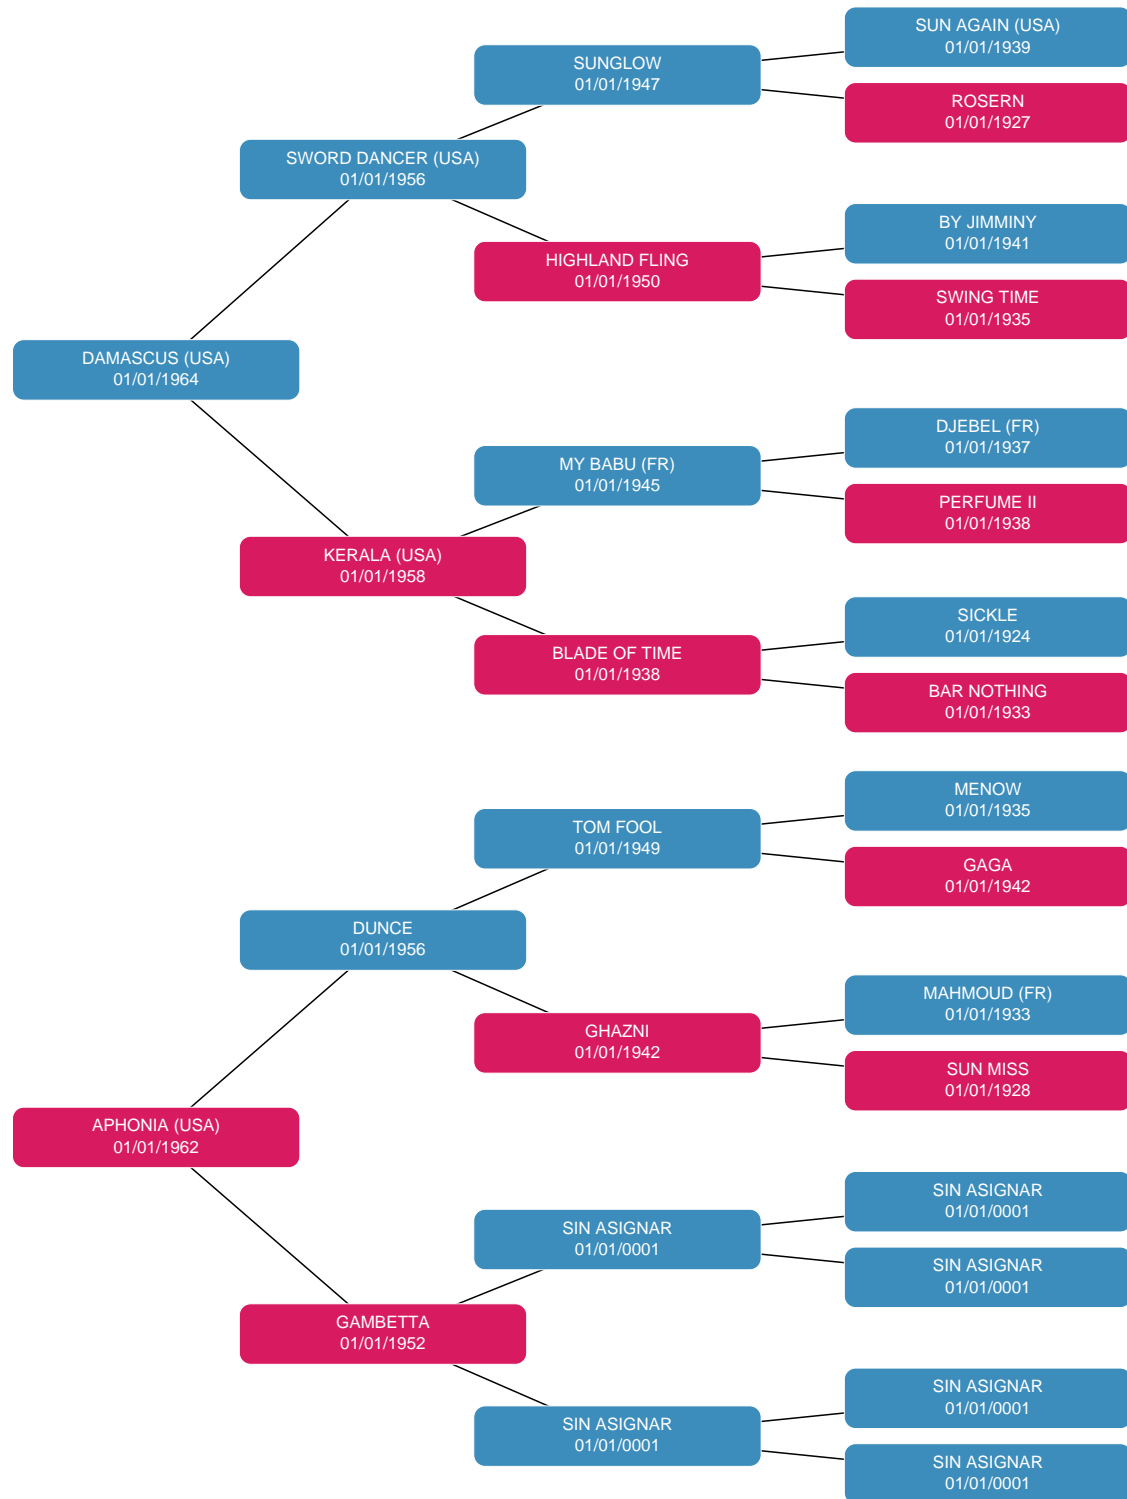 SUN AGAIN (USA)
01/01/1939
SUNGLOW
01/01/1947
ROSERN
01/01/1927
SWORD DANCER (USA)
01/01/1956
BY JIMMINY
01/01/1941
HIGHLAND FLING
01/01/1950
SWING TIME
01/01/1935
DAMASCUS (USA)
01/01/1964
DJEBEL (FR)
01/01/1937
MY BABU (FR)
01/01/1945
PERFUME II
01/01/1938
KERALA (USA)
01/01/1958
SICKLE
01/01/1924
BLADE OF TIME
01/01/1938
BAR NOTHING
01/01/1933
MENOW
01/01/1935
TOM FOOL
01/01/1949
GAGA
01/01/1942
DUNCE
01/01/1956
MAHMOUD (FR)
01/01/1933
GHAZNI
01/01/1942
SUN MISS
01/01/1928
APHONIA (USA)
01/01/1962
SIN ASIGNAR
01/01/0001
SIN ASIGNAR
01/01/0001
SIN ASIGNAR
01/01/0001
GAMBETTA
01/01/1952
SIN ASIGNAR
01/01/0001
SIN ASIGNAR
01/01/0001
SIN ASIGNAR
01/01/0001